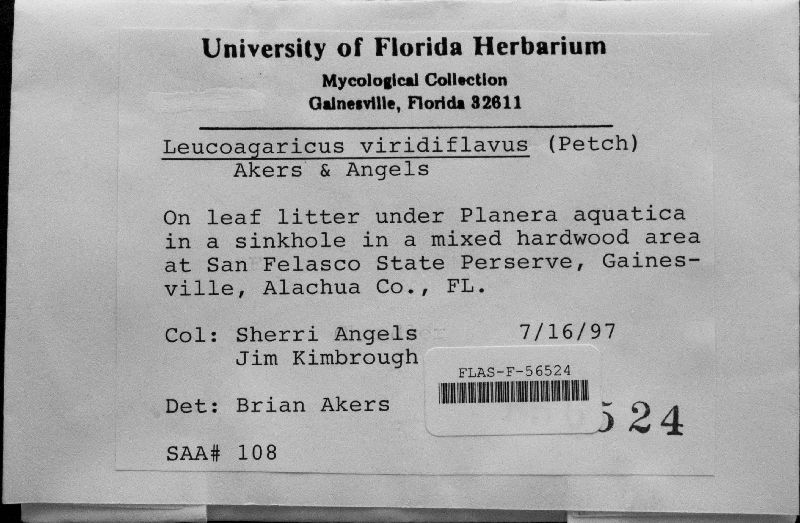 University of Florida Herbarium
Mycological Collection
Gainesville, Florida 32611
Leucoagaricus viridiflavus (Petch)
Akers & Angels
On leaf litter under Planera aquatica
in a sinkhole in a mixed hardwood area
at San Felasco State Perserve, Gaines-
ville, Alachua Co., FL.
Col: Sherri Angels 7/16/97
Jim Kimbrough
FLAS-F-56524
Det: Brian Akers
524
SAA# 108